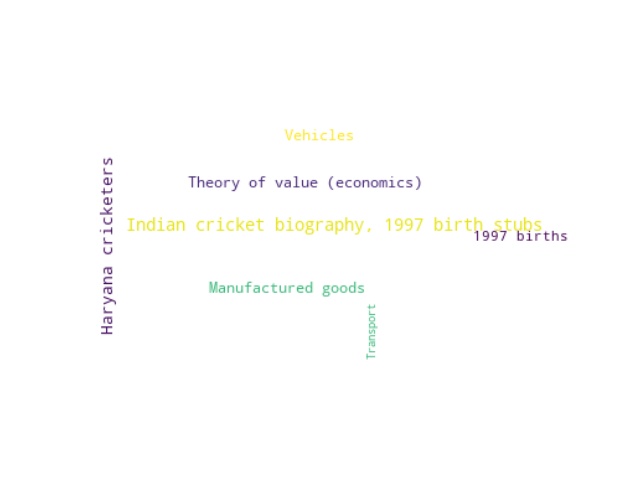 Vehicles
Theory of value (economics)
Haryana cricketers
Indian cricket biography, 1997 birth stubs
1997 births
Manufactured goods
Transport